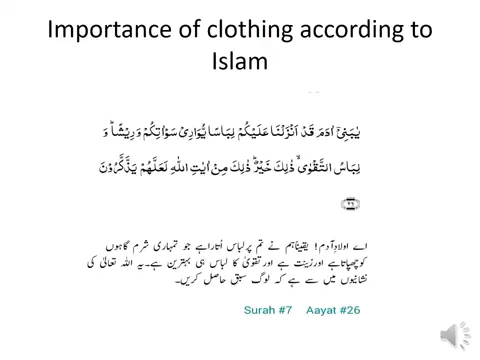 Importance of clothing according to
Islam
يٰبَنِىْۤ اٰدَمَ قَدْ اَنْزَلْنَا عَلَيْكُمْ لِبَاسًا يُّوَارِىْ سَوْاٰتِكُمْ وَرِيْشًا‌ ؕ وَ
لِبَاسُ التَّقْوٰى ۙ ذٰ لِكَ خَيْرٌ‌ ؕ ذٰ لِكَ مِنْ اٰيٰتِ اللّٰهِ لَعَلَّهُمْ يَذَّكَّرُوْنَ
﴿۲۶﴾
اے اولادِ آدم! یقیناً ہم نے تم پر لباس اُتارا ہے جو تمہاری شرم گاہوں
کو چھپاتا ہے اور زینت ہے اور تقویٰ کا لباس ہی بہترین ہے۔ یہ اللہ تعالیٰ کی
نشانیوں میں سے ہے کہ لوگ سبق حاصل کریں۔
Surah #7 Aayat #26